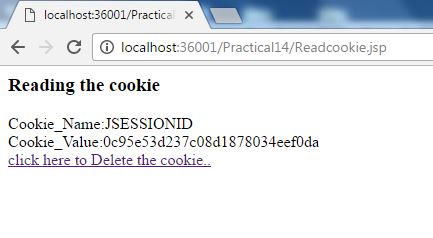 localhost:36001/Practical
localhost:36001/Practical14/Readcookie.jsp
Reading the cookie
Cookie_Name:JSESSIONID
Cookie_Value:0c95e53d237c08d1878034eef0da
click here to Delete the cookie..